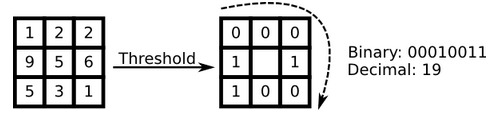 1 2 2
9 5 6
5 3 1
Threshold
0 0 0
1 1
1 0 0
Binary: 00010011
Decimal: 19